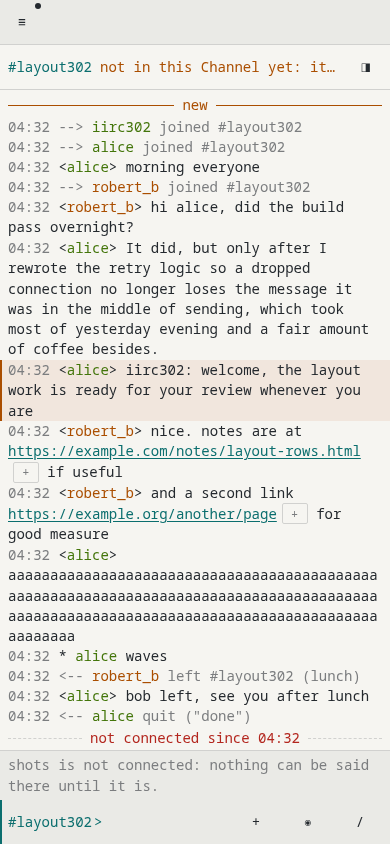 ≡
#layout302 not in this Channel yet: it…
new
04:32 --> iirc302 joined #layout302
04:32 --> alice joined #layout302
04:32 <alice> morning everyone
04:32 --> robert_b joined #layout302
04:32 <robert_b> hi alice, did the build
pass overnight?
04:32 <alice> It did, but only after I
rewrote the retry logic so a dropped
connection no longer loses the message it
was in the middle of sending, which took
most of yesterday evening and a fair amount
of coffee besides.
04:32 <alice> iirc302: welcome, the layout
work is ready for your review whenever you
are
04:32 <robert_b> nice. notes are at
https://example.com/notes/layout-rows.html
+ if useful
04:32 <robert_b> and a second link
https://example.org/another/page + for
good measure
04:32 <alice>
aaaaaaaaaaaaaaaaaaaaaaaaaaaaaaaaaaaaaaaaaaaa
aaaaaaaaaaaaaaaaaaaaaaaaaaaaaaaaaaaaaaaaaaaa
aaaaaaaaaaaaaaaaaaaaaaaaaaaaaaaaaaaaaaaaaaaa
aaaaaaaa
04:32 * alice waves
04:32 <-- robert_b left #layout302 (lunch)
04:32 <alice> bob left, see you after lunch
04:32 <-- alice quit ("done")
not connected since 04:32
shots is not connected: nothing can be said
there until it is.
#layout302> + ◉ /